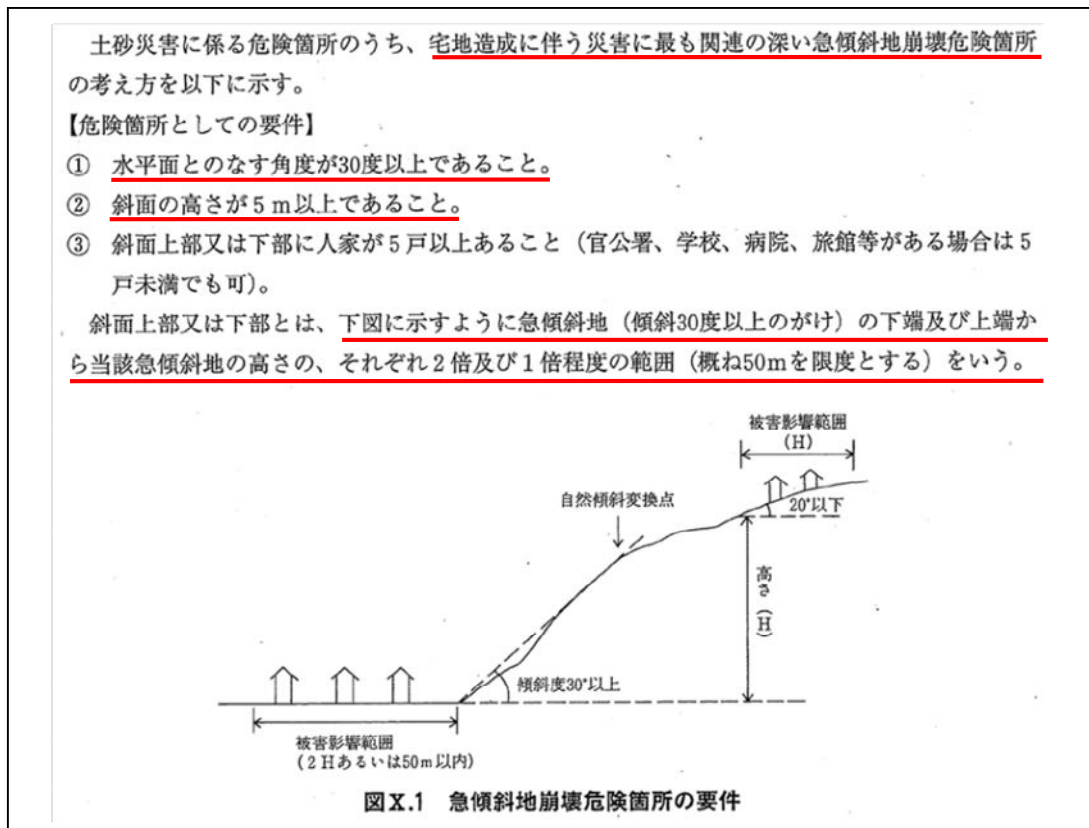 土砂災害に係る危険箇所のうち、宅地造成に伴う災害に最も関連の深い急傾斜地崩壊危険箇所
の考え方を以下に示す。
【危険箇所としての要件】
① 水平面とのなす角度が30度以上であること。
② 斜面の高さが5m以上であること。
③ 斜面上部又は下部に人家が5戸以上あること（官公署、学校、病院、旅館等がある場合は5
戸未満でも可）。
斜面上部又は下部とは、下図に示すように急傾斜地（傾斜30度以上のがけ）の下端及び上端か
ら当該急傾斜地の高さの、それぞれ2倍及び1倍程度の範囲（概ね50mを限度とする）をいう。
被害影響範囲
(H)
自然傾斜変換点
20°以下
高さ(H)
傾斜度30°以上
被害影響範囲
(2Hあるいは50m以内)
図X.1 急傾斜地崩壊危険箇所の要件